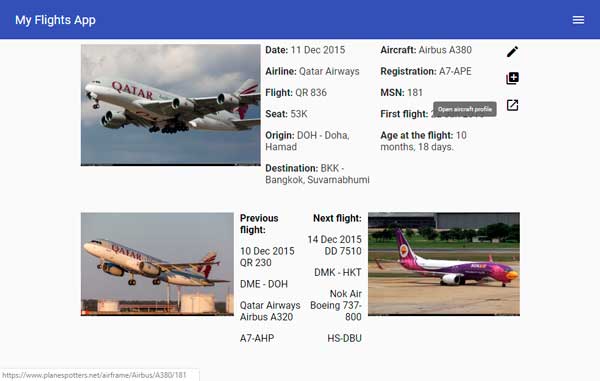 My Flights App
QATAR
Date: 11 Dec 2015
Airline: Qatar Airways
Flight: QR 836
Seat: 53K
Origin: DOH - Doha,
Hamad
Destination: BKK -
Bangkok, Suvarnabhumi
Aircraft: Airbus A380
Registration: A7-APE
MSN: 181
First flight:
Open aircraft profile
Age at the flight: 10
months, 18 days.
QATAR
Previous
flight:
10 Dec 2015
QR 230
DME - DOH
Qatar Airways
Airbus A320
A7-AHP
Next flight:
14 Dec 2015
DD 7510
DMK - HKT
Nok Air
Boeing 737-
800
HS-DBU
https://www.planespotters.net/airframe/Airbus/A380/181